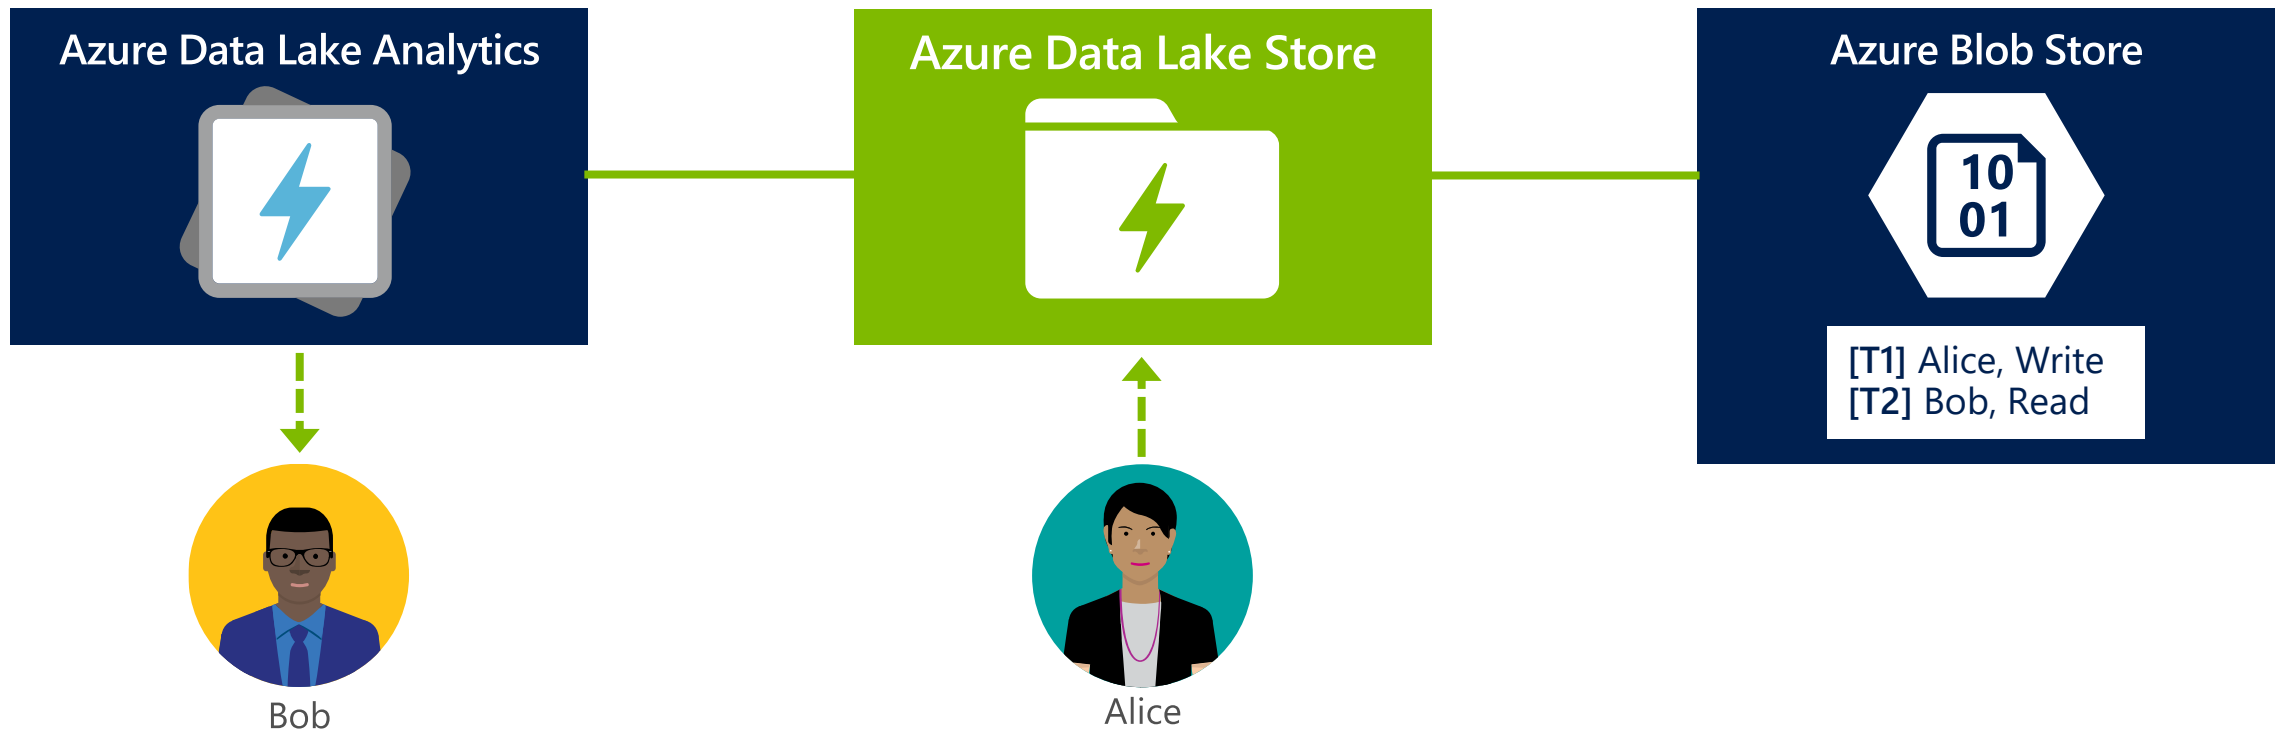 Azure Data Lake Analytics
Azure Data Lake Store
Azure Blob Store
10
01
[T1] Alice, Write
[T2] Bob, Read
Bob
Alice